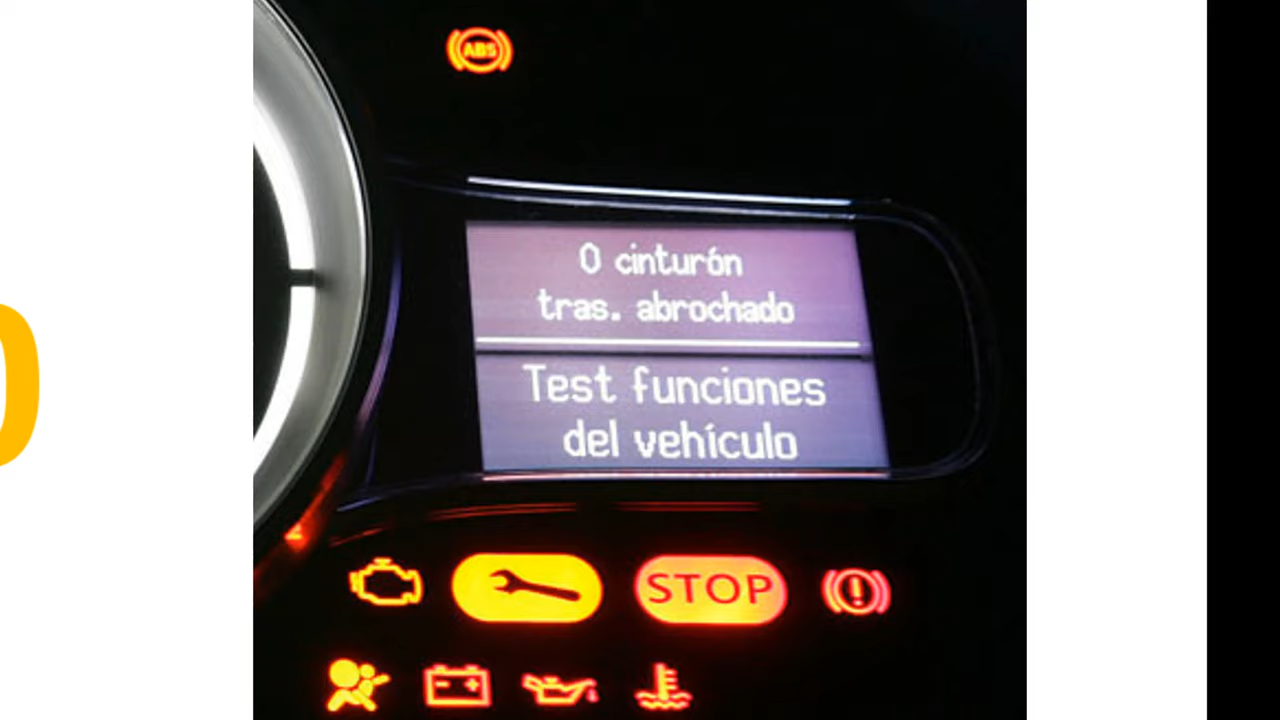 ABS
0 cinturón
tras. abrochado
Test funciones
del vehículo
STOP